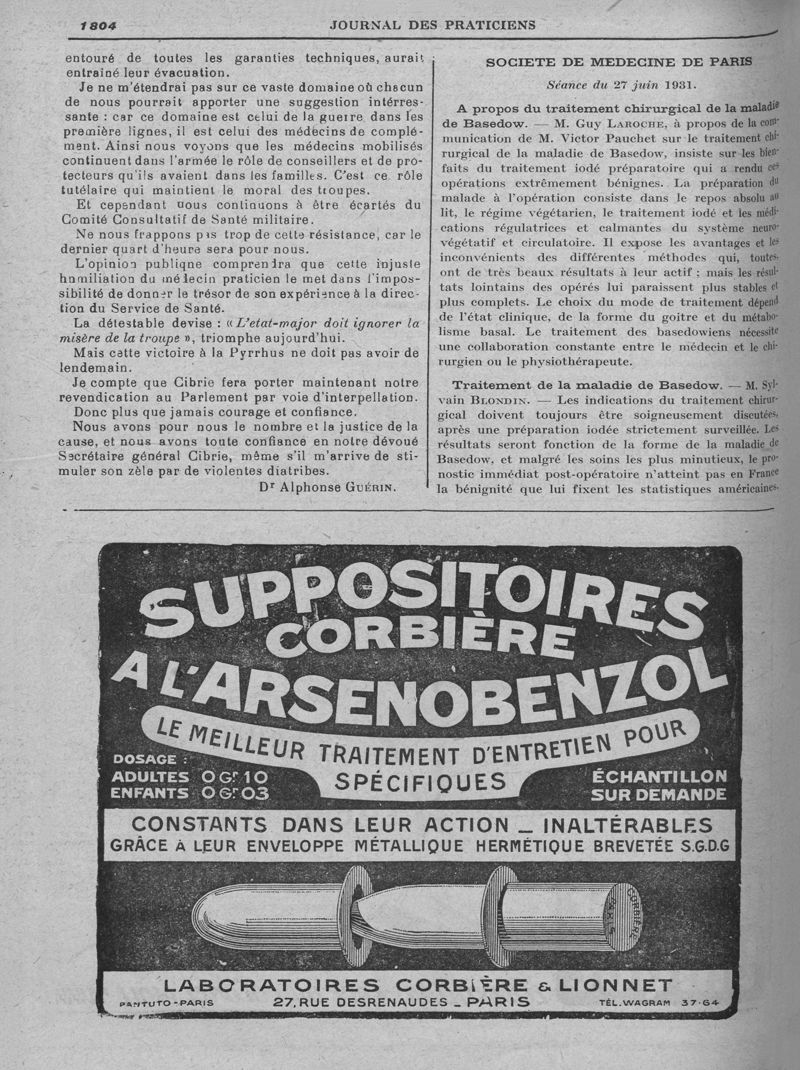 1804
JOURNAL DES PRATICIENS
entouré de toutes les garanties techniques, aurait
entraîné leur évacuation.
Je ne m'étendrai pas sur ce vaste domaine où chacun
de nous pourrait apporter une suggestion intérres-
sante : car ce domaine est celui de la guerre dans les
première lignes, il est celui des médecins de complé-
ment. Ainsi nous voyons que les médecins mobilisés
continuent dans l'armée le rôle de conseillers et de pro-
tecteurs qu'ils avaient dans les familles. C'est ce rôle
tutélaire qui maintient le moral des troupes.
Et cependant nous continuons à être écartés du
Comité Consultatif de Santé militaire.
Ne nous frappons pas trop de cette résistance, car le
dernier quart d'heure sera pour nous.
L'opinion publique comprendra que cette injuste
humiliation du médecin praticien le met dans l'impos-
sibilité de donner le trésor de son expérience à la direc-
tion du Service de Santé.
La détestable devise : « L'etat-major doit ignorer la
misère de la troupe », triomphe aujourd'hui.
Mais cette victoire à la Pyrrhus ne doit pas avoir de
lendemain.
Je compte que Cibrie fera porter maintenant notre
revendication au Parlement par voie d'interpellation.
Donc plus que jamais courage et confiance.
Nous avons pour nous le nombre et la justice de la
cause, et nous avons toute confiance en notre dévoué
Secrétaire général Cibrie, même s'il m'arrive de sti-
muler son zèle par de violentes diatribes.
Dr Alphonse GUÉRIN.
SOCIETE DE MEDECINE DE PARIS
Séance du 27 juin 1931.
A propos du traitement chirurgical de la maladie
de Basedow. — M. Guy LAROCHE, à propos de la com-
munication de M. Victor Pauchet sur le traitement chi-
rurgical de la maladie de Basedow, insiste sur les bien-
faits du traitement iodé préparatoire qui a rendu ces
opérations extrêmement bénignes. La préparation du
malade à l'opération consiste dans le repos absolu au
lit, le régime végétarien, le traitement iodé et les médi-
cations régulatrices et calmantes du système neuro-
végétatif et circulatoire. Il expose les avantages et les
inconvénients des différentes méthodes qui, toutes,
ont de très beaux résultats à leur actif ; mais les résul-
tats lointains des opérés lui paraissent plus stables et
plus complets. Le choix du mode de traitement dépend
de l'état clinique, de la forme du goitre et du métabo-
lisme basal. Le traitement des basedowiens nécessite
une collaboration constante entre le médecin et le chi-
rurgien ou le physiothérapeute.
Traitement de la maladie de Basedow. — M. Syl-
vain BLONDIN. — Les indications du traitement chirur-
gical doivent toujours être soigneusement discutées,
après une préparation iodée strictement surveillée. Les
résultats seront fonction de la forme de la maladie de
Basedow, et malgré les soins les plus minutieux, le pro-
nostic immédiat post-opératoire n'atteint pas en France
la bénignité que lui fixent les statistiques américaines.
SUPPOSITOIRES
CORBIÈRE
A L'ARSENOBENZOL
LE MEILLEUR TRAITEMENT D'ENTRETIEN POUR
SPÉCIFIQUES
DOSAGE :
ADULTES 0 Gr 10
ENFANTS 0 Gr 03
ÉCHANTILLON
SUR DEMANDE
CONSTANTS DANS LEUR ACTION _ INALTÉRABLES
GRÂCE A LEUR ENVELOPPE MÉTALLIQUE HERMÉTIQUE BREVETÉE S.G.D.G
CORBIÈRE
PARIS
LABORATOIRES CORBIÈRE & LIONNET
PANTUTO-PARIS
27, RUE DESRENAUDES _ PARIS
TÉL. WAGRAM 37-64